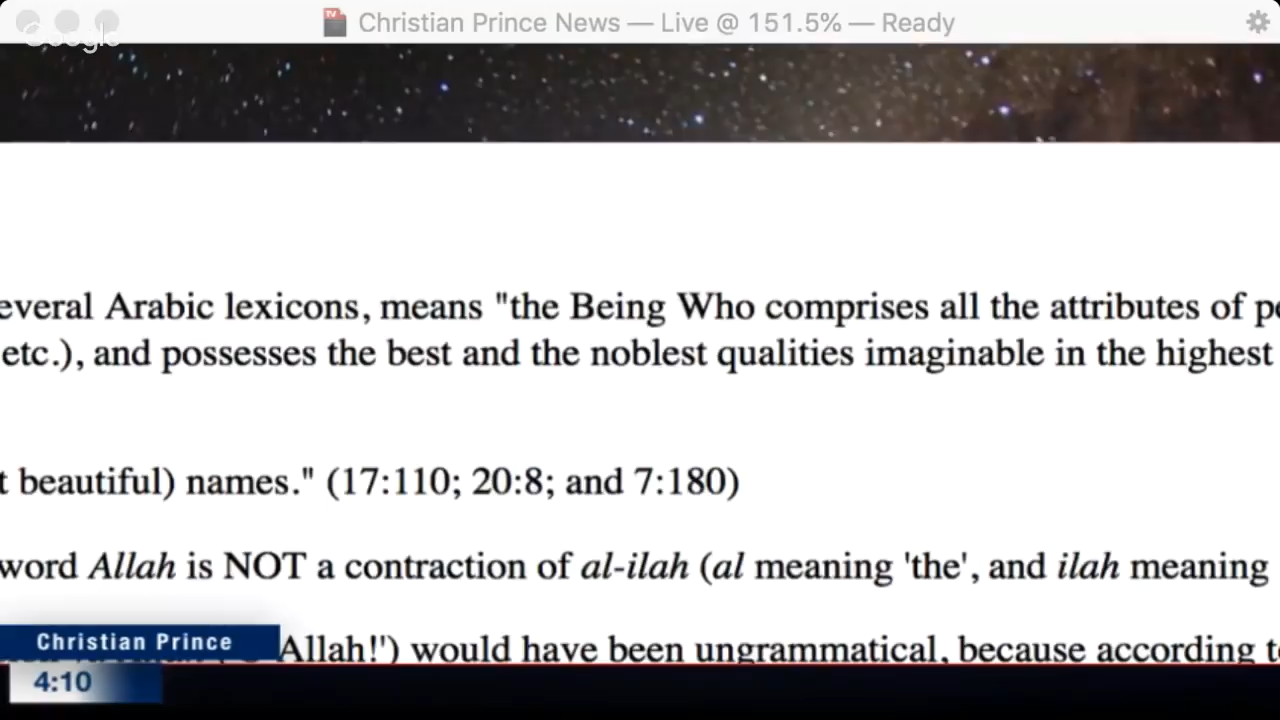 TV
Christian Prince News — Live @ 151.5% — Ready
Google
everal Arabic lexicons, means "the Being Who comprises all the attributes of pe
etc.), and possesses the best and the noblest qualities imaginable in the highest
t beautiful) names." (17:110; 20:8; and 7:180)
word Allah is NOT a contraction of al-ilah (al meaning 'the', and ilah meaning
Allah!') would have been ungrammatical, because according to
Christian Prince
4:10